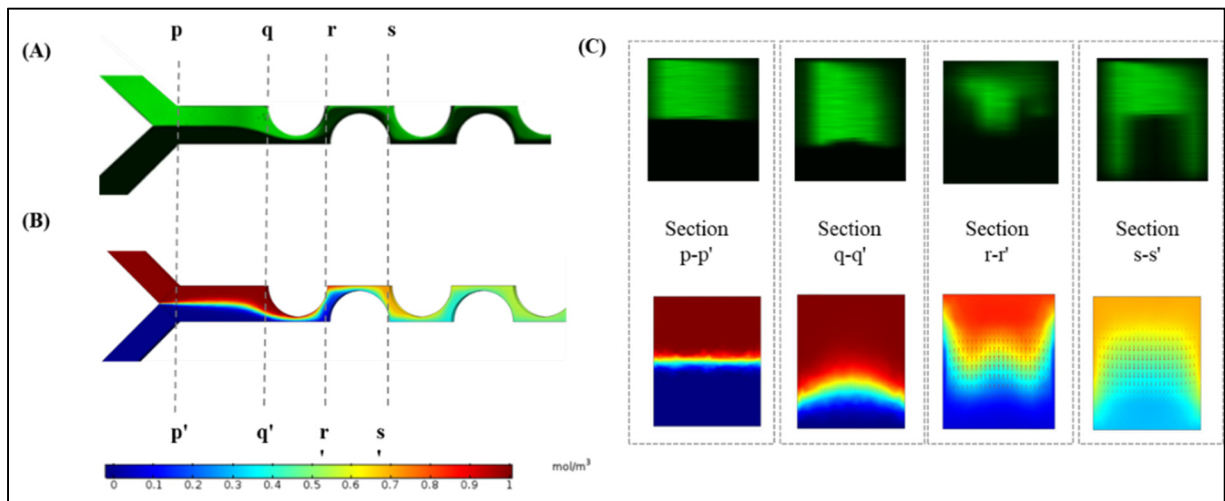 p q r s
(A)
(B)
p' q' r s
' '
0 0.1 0.2 0.3 0.4 0.5 0.6 0.7 0.8 0.9 1
mol/m³
(C)
Section
p-p'
Section
q-q'
Section
r-r'
Section
s-s'